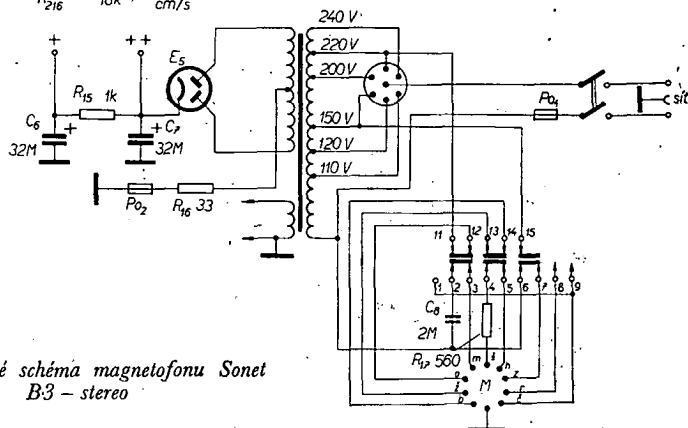 R216 10k cm/s
+
++
240 V
220 V
200 V
150 V
120 V
110 V
E5
R15 1k
C6
+
32M
+
C7
32M
Po2
R16 33
Po1
síť
11 12 13 14 15
1 2 3 4 5 6 7 8 9
C8
2M
R17 560
m h
o z
M
r
b
é schéma magnetofonu Sonet
B3 – stereo